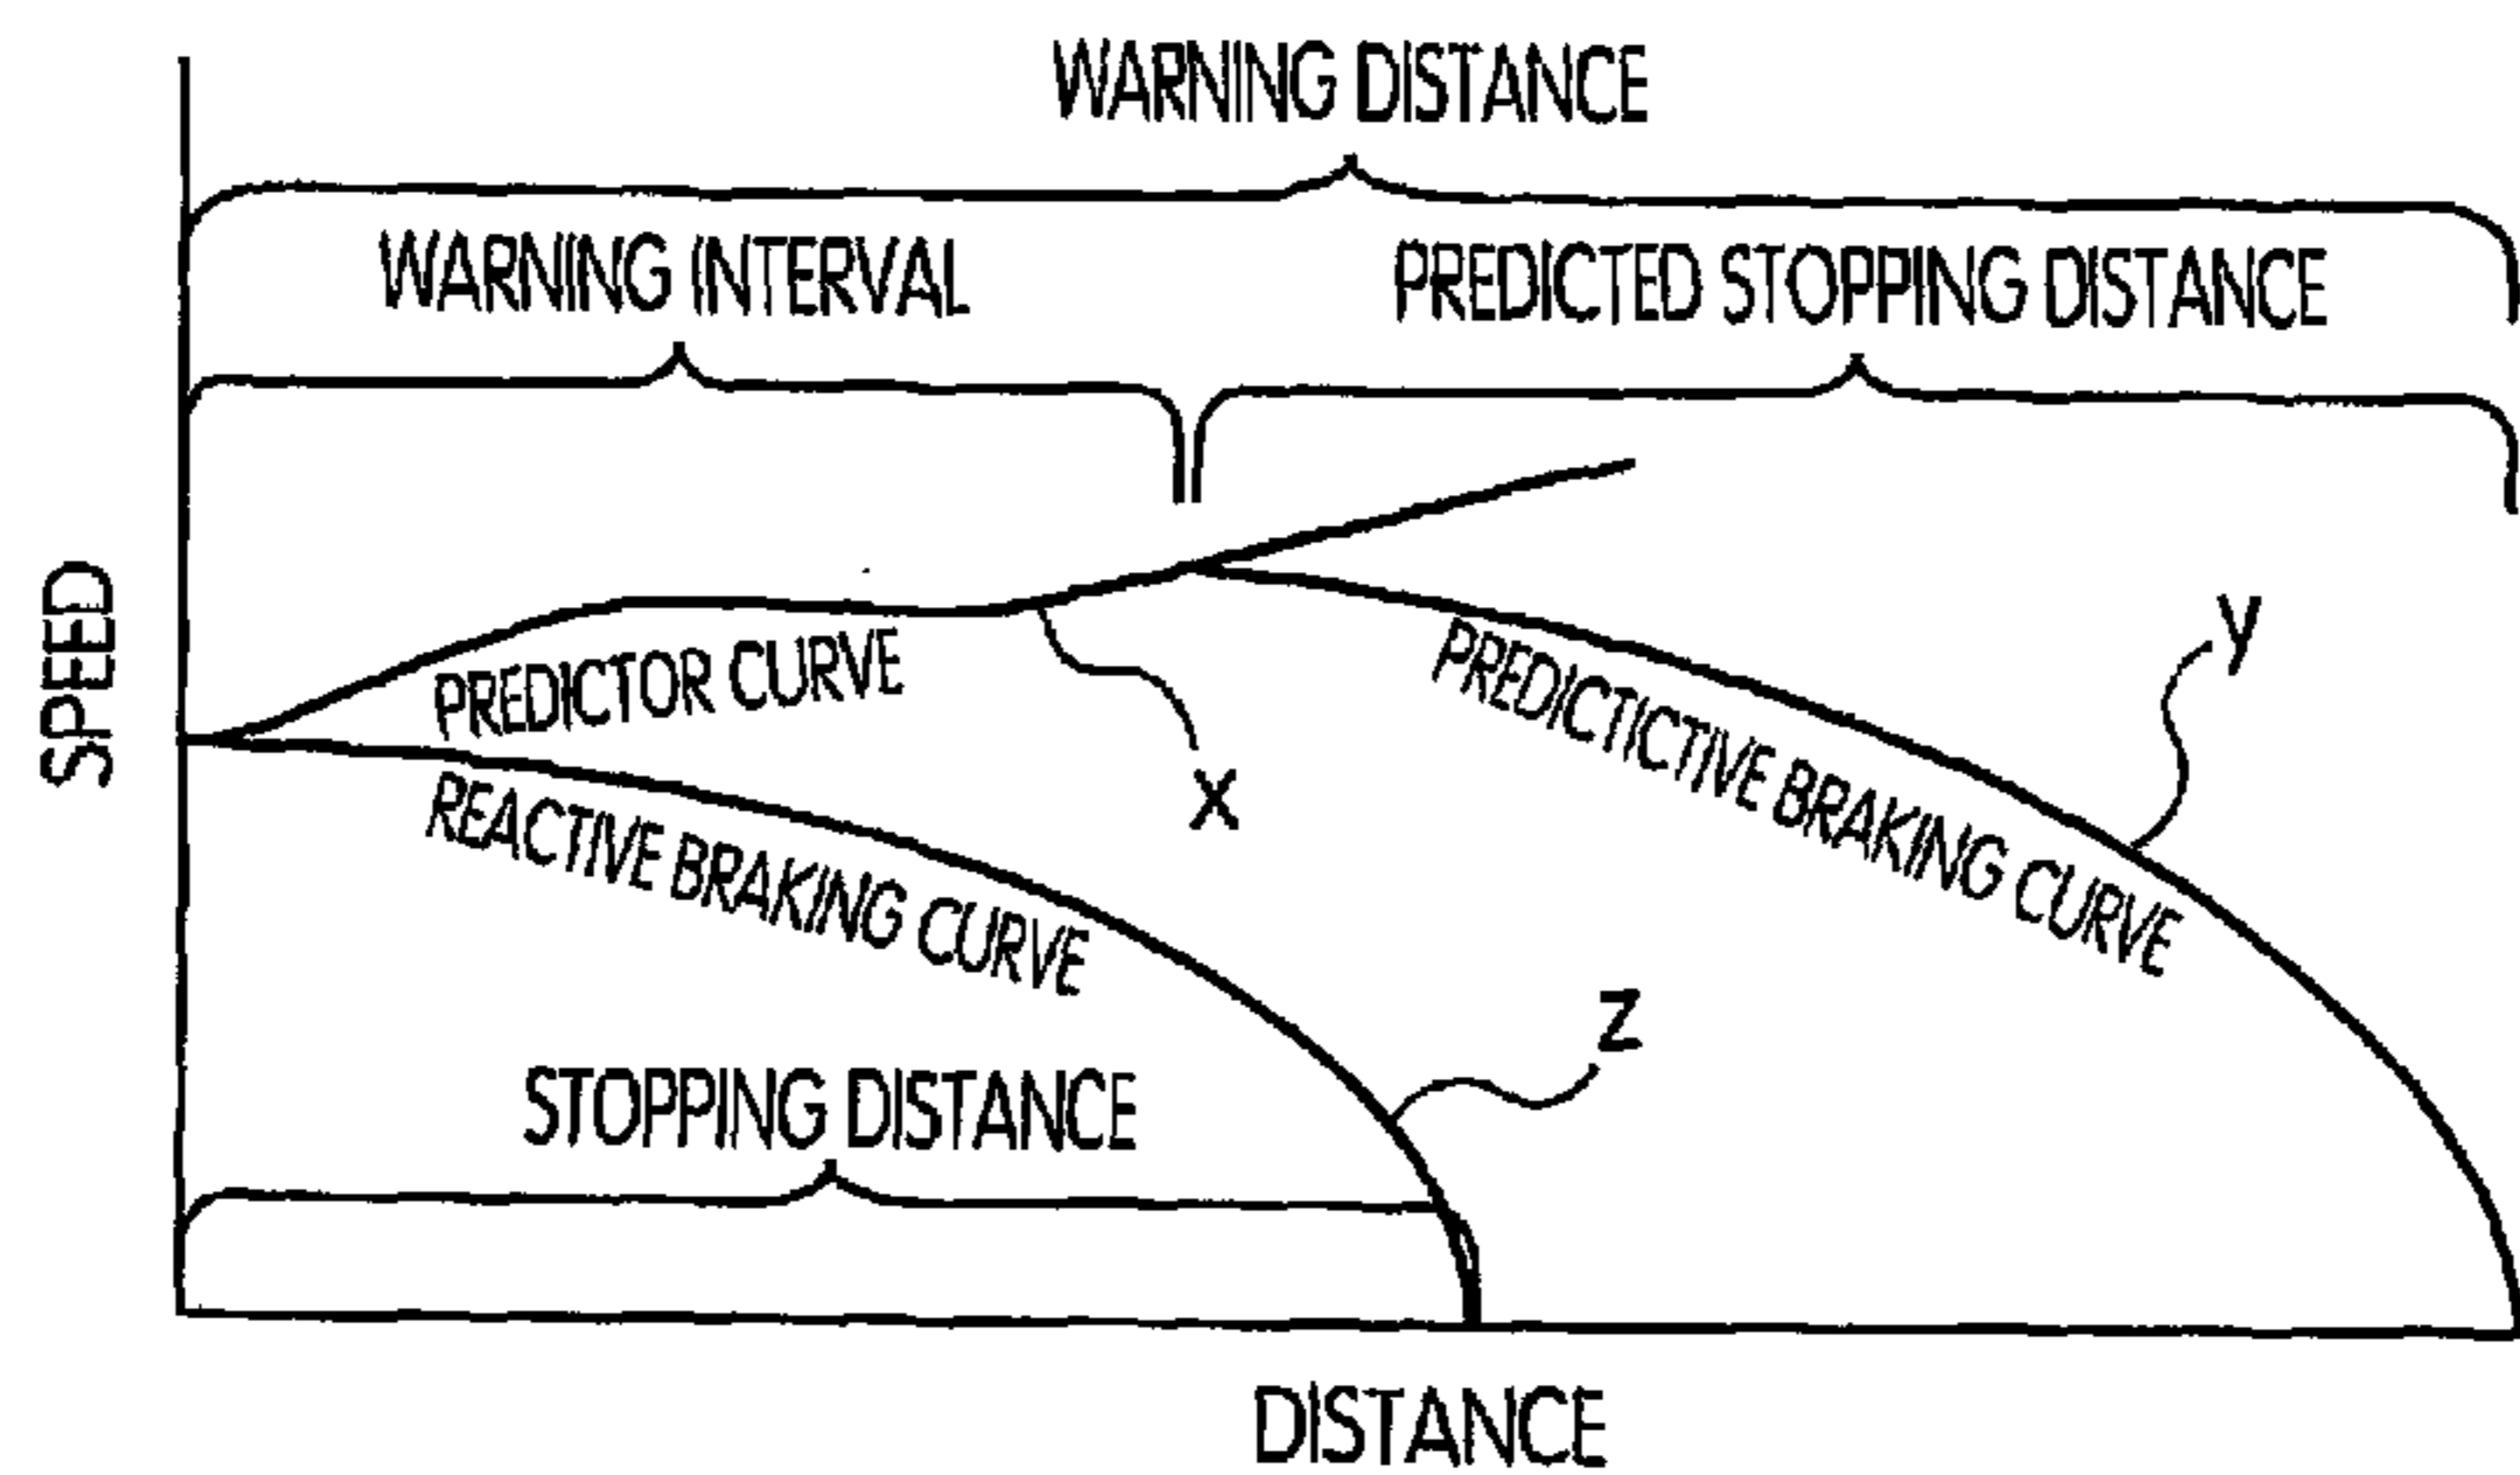 WARNING DISTANCE
WARNING INTERVAL
PREDICTED STOPPING DISTANCE
SPEED
PREDICTOR CURVE
Y
PREDICTICTIVE BRAKING CURVE
X
REACTIVE BRAKING CURVE
Z
STOPPING DISTANCE
DISTANCE